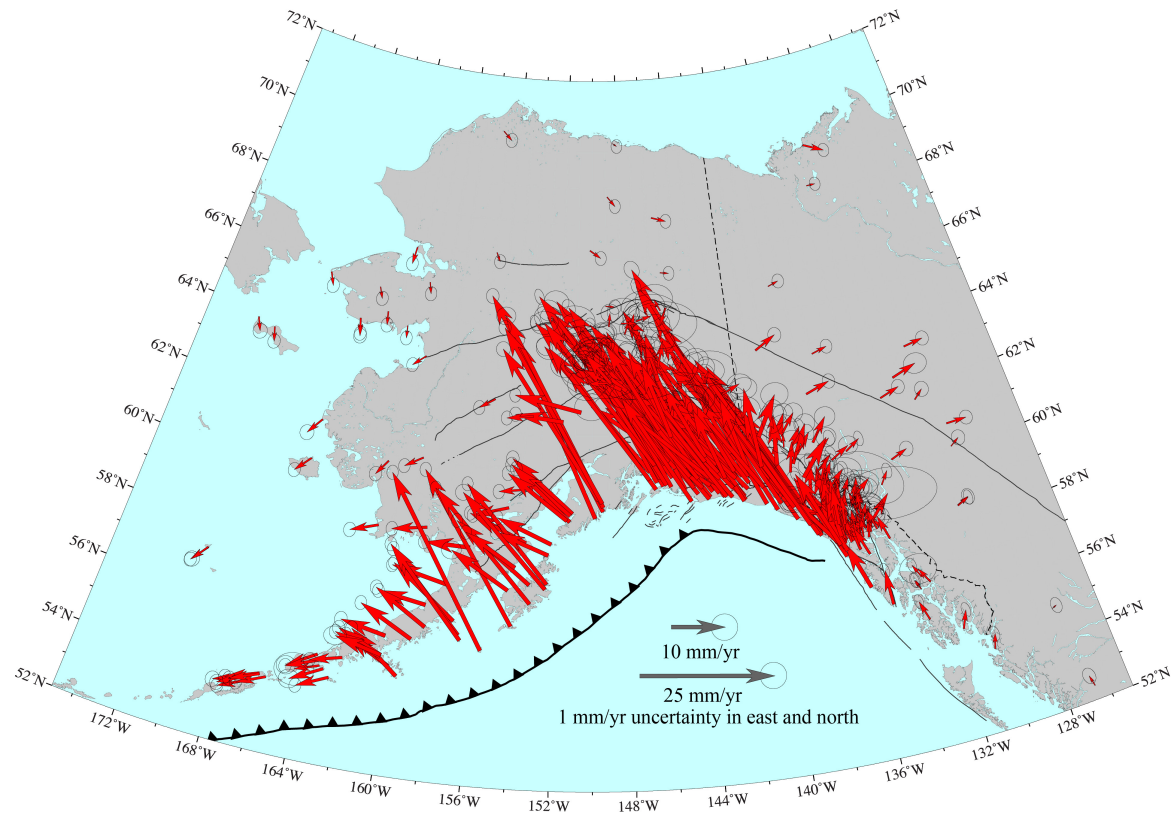 72˚N
72˚N
70˚N
70˚N
68˚N
68˚N
66˚N
66˚N
64˚N
64˚N
62˚N
62˚N
60˚N
60˚N
58˚N
58˚N
56˚N
56˚N
54˚N
54˚N
52˚N
52˚N
10 mm/yr
25 mm/yr
1 mm/yr uncertainty in east and north
172˚W
168˚W
164˚W
160˚W
156˚W
152˚W
148˚W
144˚W
140˚W
136˚W
132˚W
128˚W